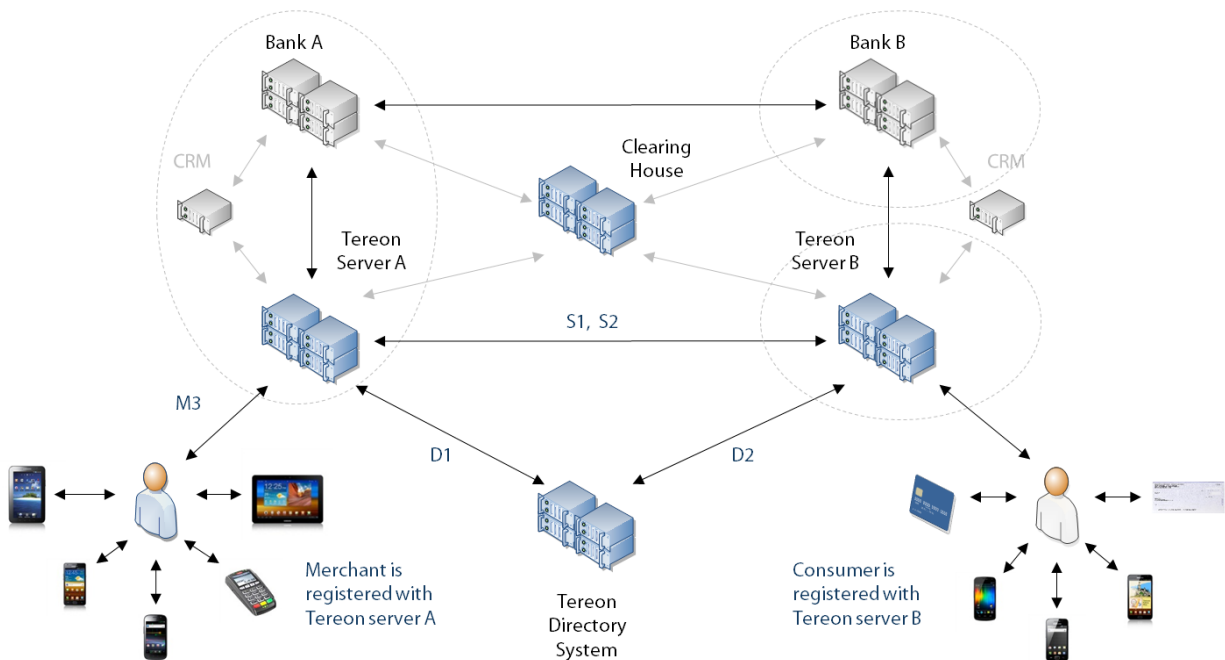 Bank A
Bank B
Clearing
House
CRM
CRM
Tereon
Server A
Tereon
Server B
S1, S2
M3
D1
D2
Merchant is
registered with
Tereon server A
Tereon
Directory
System
Consumer is
registered with
Tereon server B